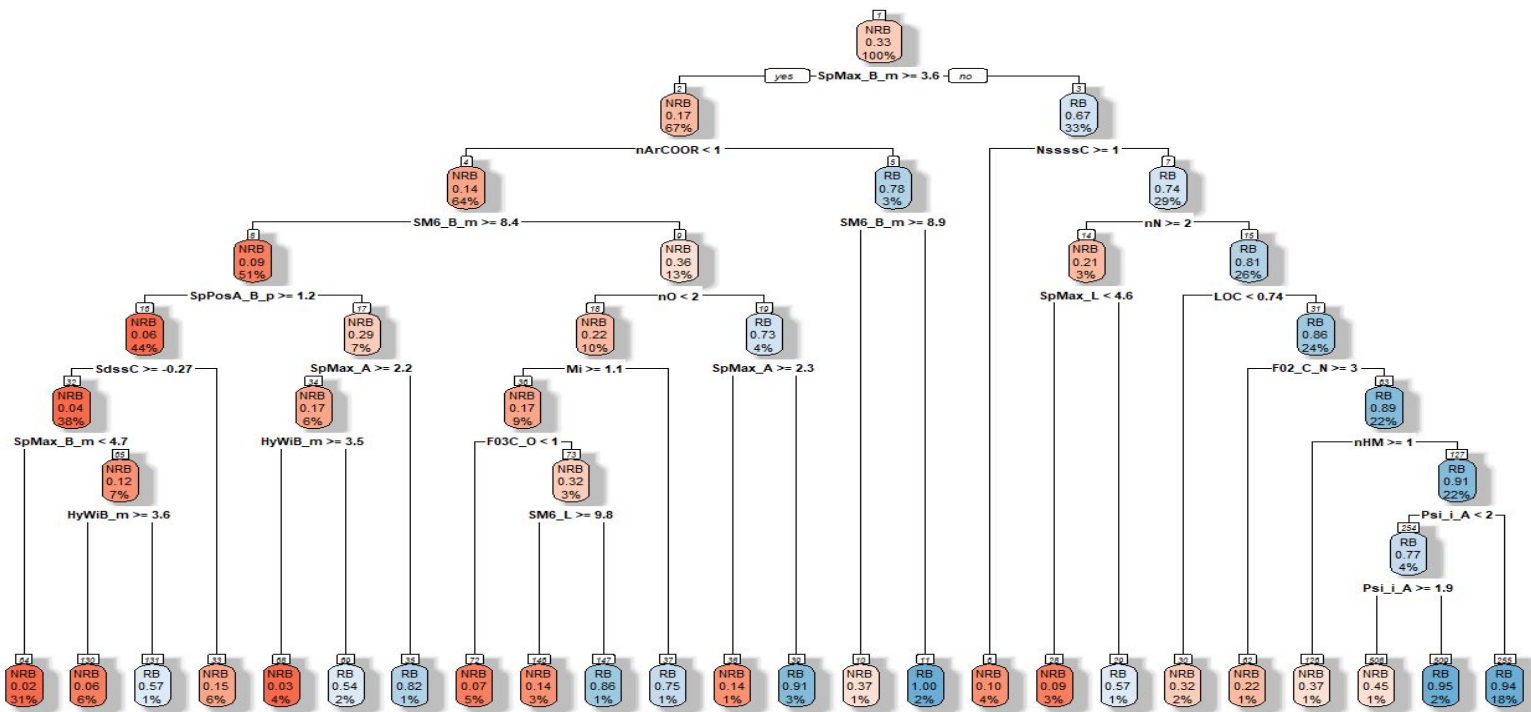 1
NRB
0.33
100%
yes SpMax_B_m >= 3.6 no
2 3
NRB RB
0.17 0.67
67% 33%
nArCOOR < 1 NssssC >= 1
4 5 7
NRB RB RB
0.14 0.78 0.74
64% 3% 29%
SM6_B_m >= 8.4 SM6_B_m >= 8.9 nN >= 2
8 9 14 15
NRB NRB NRB RB
0.09 0.36 0.21 0.81
51% 13% 3% 26%
SpPosA_B_p >= 1.2 nO < 2 SpMax_L < 4.6 LOC < 0.74
16 17 18 19 31
NRB NRB NRB RB RB
0.06 0.29 0.22 0.73 0.86
44% 7% 10% 4% 24%
SdssC >= -0.27 SpMax_A >= 2.2 Mi >= 1.1 SpMax_A >= 2.3 F02_C_N >= 3
32 34 36 63
NRB NRB NRB RB
0.04 0.17 0.17 0.89
38% 6% 9% 22%
SpMax_B_m < 4.7 HyWiB_m >= 3.5 F03C_O < 1 nHM >= 1
65 73 127
NRB NRB RB
0.12 0.32 0.91
7% 3% 22%
HyWiB_m >= 3.6 SM6_L >= 9.8 Psi_i_A < 2
254
RB
0.77
4%
Psi_i_A >= 1.9
64 130 131 33 68 69 35 72 146 147 37 38 39 10 11 6 28 29 30 62 126 508 509 255
NRB NRB RB NRB NRB RB RB NRB NRB RB RB NRB RB NRB RB NRB NRB RB NRB NRB NRB NRB RB RB
0.02 0.06 0.57 0.15 0.03 0.54 0.82 0.07 0.14 0.86 0.75 0.14 0.91 0.37 1.00 0.10 0.09 0.57 0.32 0.22 0.37 0.45 0.95 0.94
31% 6% 1% 6% 4% 2% 1% 5% 3% 1% 1% 1% 3% 1% 2% 4% 3% 1% 2% 1% 1% 1% 2% 18%